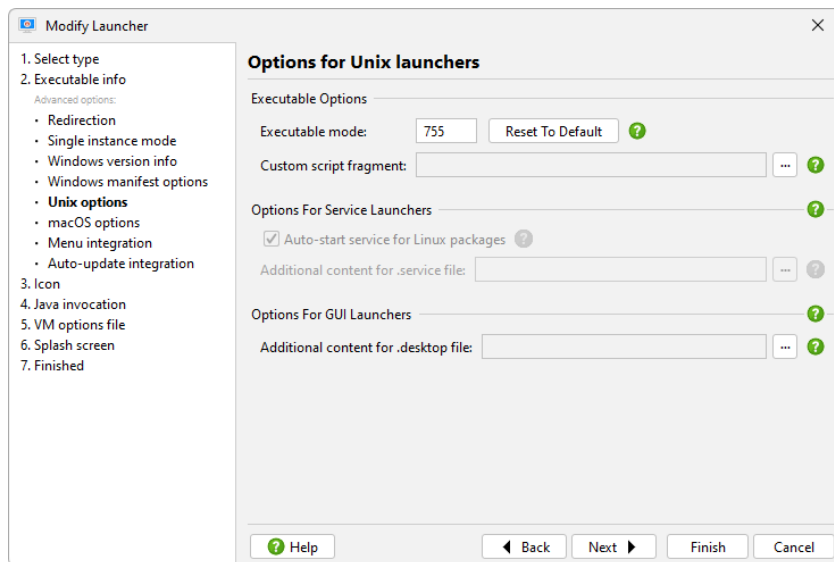 Modify Launcher
1. Select type
2. Executable info
Advanced options:
• Redirection
• Single instance mode
• Windows version info
• Windows manifest options
• Unix options
• macOS options
• Menu integration
• Auto-update integration
3. Icon
4. Java invocation
5. VM options file
6. Splash screen
7. Finished
Options for Unix launchers
Executable Options
Executable mode: 755 Reset To Default ?
Custom script fragment: ... ?
Options For Service Launchers ?
Auto-start service for Linux packages ?
Additional content for .service file: ... ?
Options For GUI Launchers ?
Additional content for .desktop file: ... ?
? Help Back Next Finish Cancel